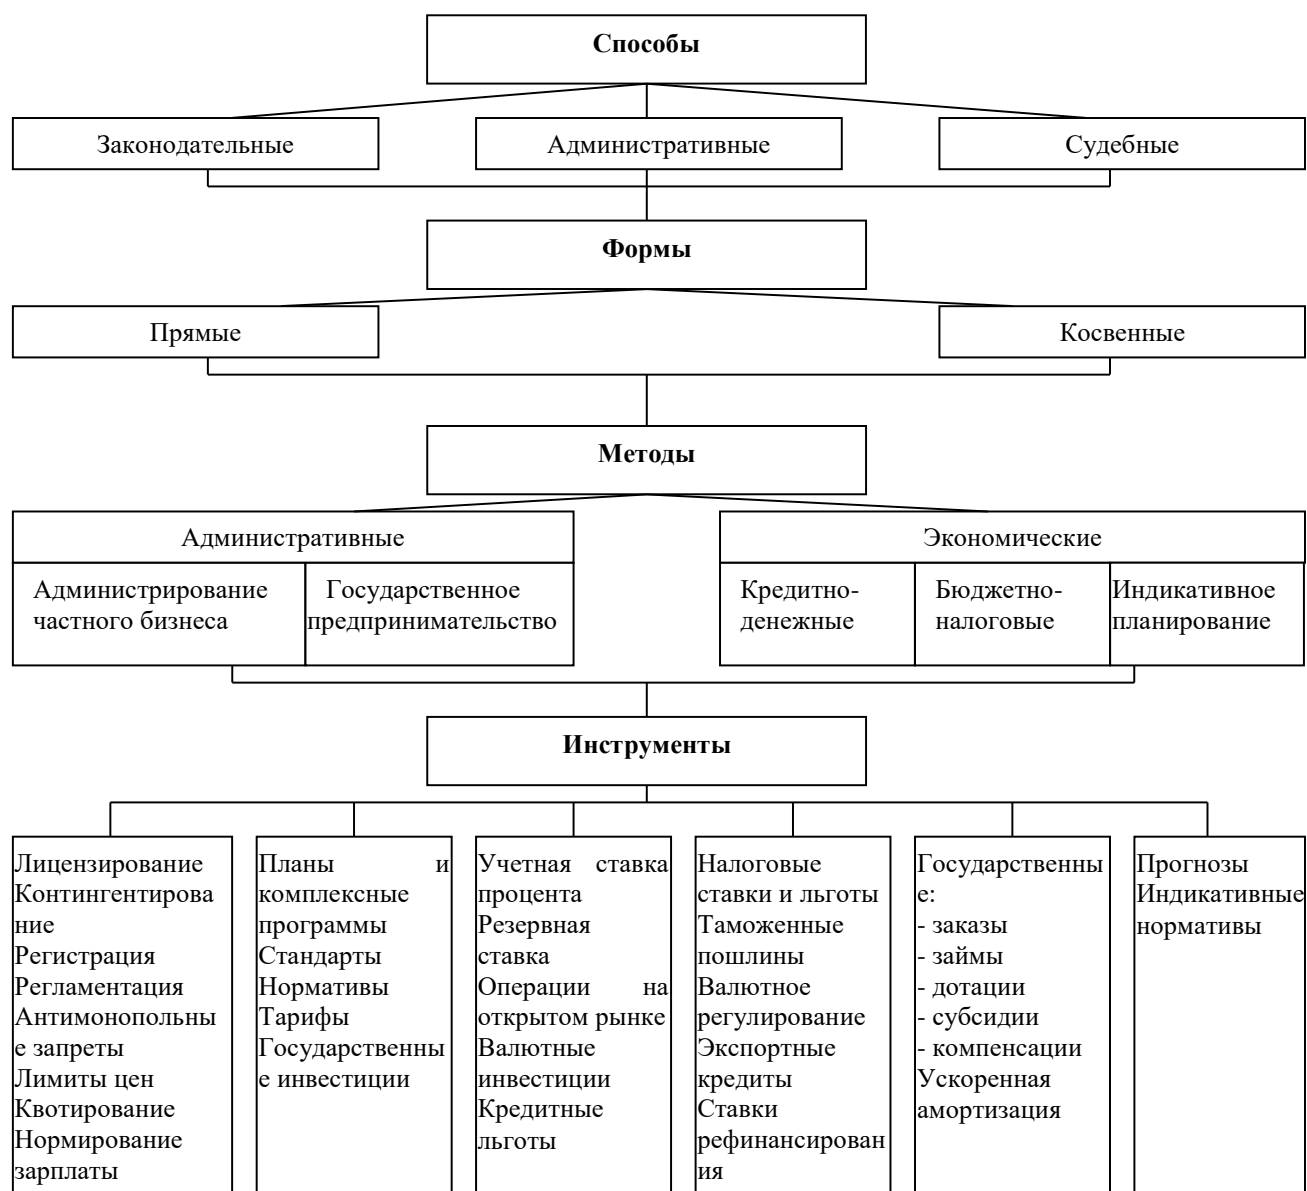 Способы
Законодательные
Административные
Судебные
Формы
Прямые
Косвенные
Методы
Административные
Экономические
Администрирование
частного бизнеса
Государственное
предпринимательство
Кредитно-
денежные
Бюджетно-
налоговые
Индикативное
планирование
Инструменты
Лицензирование
Контингентирова
ние
Регистрация
Регламентация
Антимонопольны
е запреты
Лимиты цен
Квотирование
Нормирование
зарплаты
Планы и
комплексные
программы
Стандарты
Нормативы
Тарифы
Государственны
е инвестиции
Учетная ставка
процента
Резервная
ставка
Операции на
открытом рынке
Валютные
инвестиции
Кредитные
льготы
Налоговые
ставки и льготы
Таможенные
пошлины
Валютное
регулирование
Экспортные
кредиты
Ставки
рефинансирован
ия
Государственны
е:
- заказы
- займы
- дотации
- субсидии
- компенсации
Ускоренная
амортизация
Прогнозы
Индикативные
нормативы